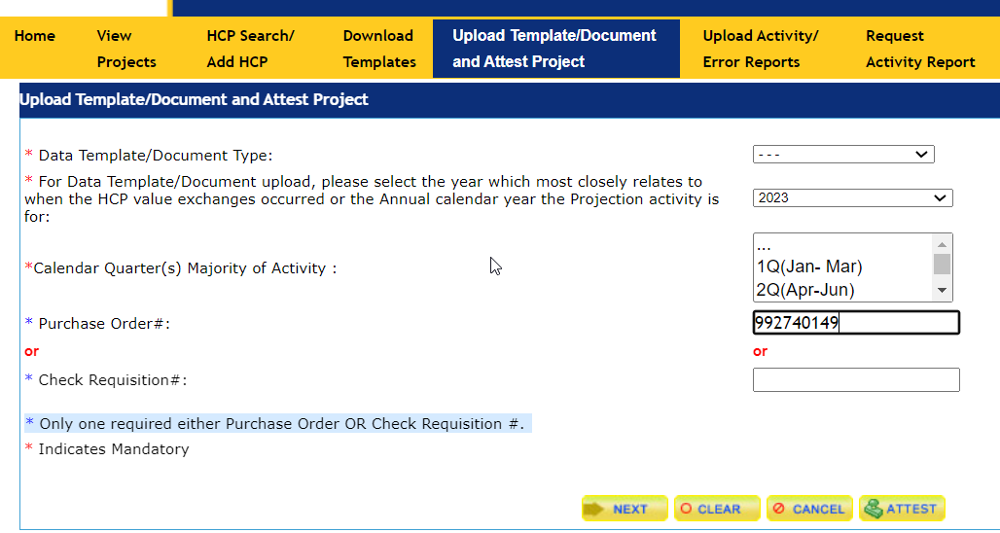 Home
View Projects
HCP Search/ Add HCP
Download Templates
Upload Template/Document and Attest Project
Upload Activity/ Error Reports
Request Activity Report
Upload Template/Document and Attest Project
* Data Template/Document Type:
- - -
* For Data Template/Document upload, please select the year which most closely relates to
when the HCP value exchanges occurred or the Annual calendar year the Projection activity is
for:
2023
*Calendar Quarter(s) Majority of Activity :
...
1Q(Jan- Mar)
2Q(Apr-Jun)
* Purchase Order#:
992740149
or
or
* Check Requisition#:
* Only one required either Purchase Order OR Check Requisition #.
* Indicates Mandatory
NEXT
CLEAR
CANCEL
ATTEST